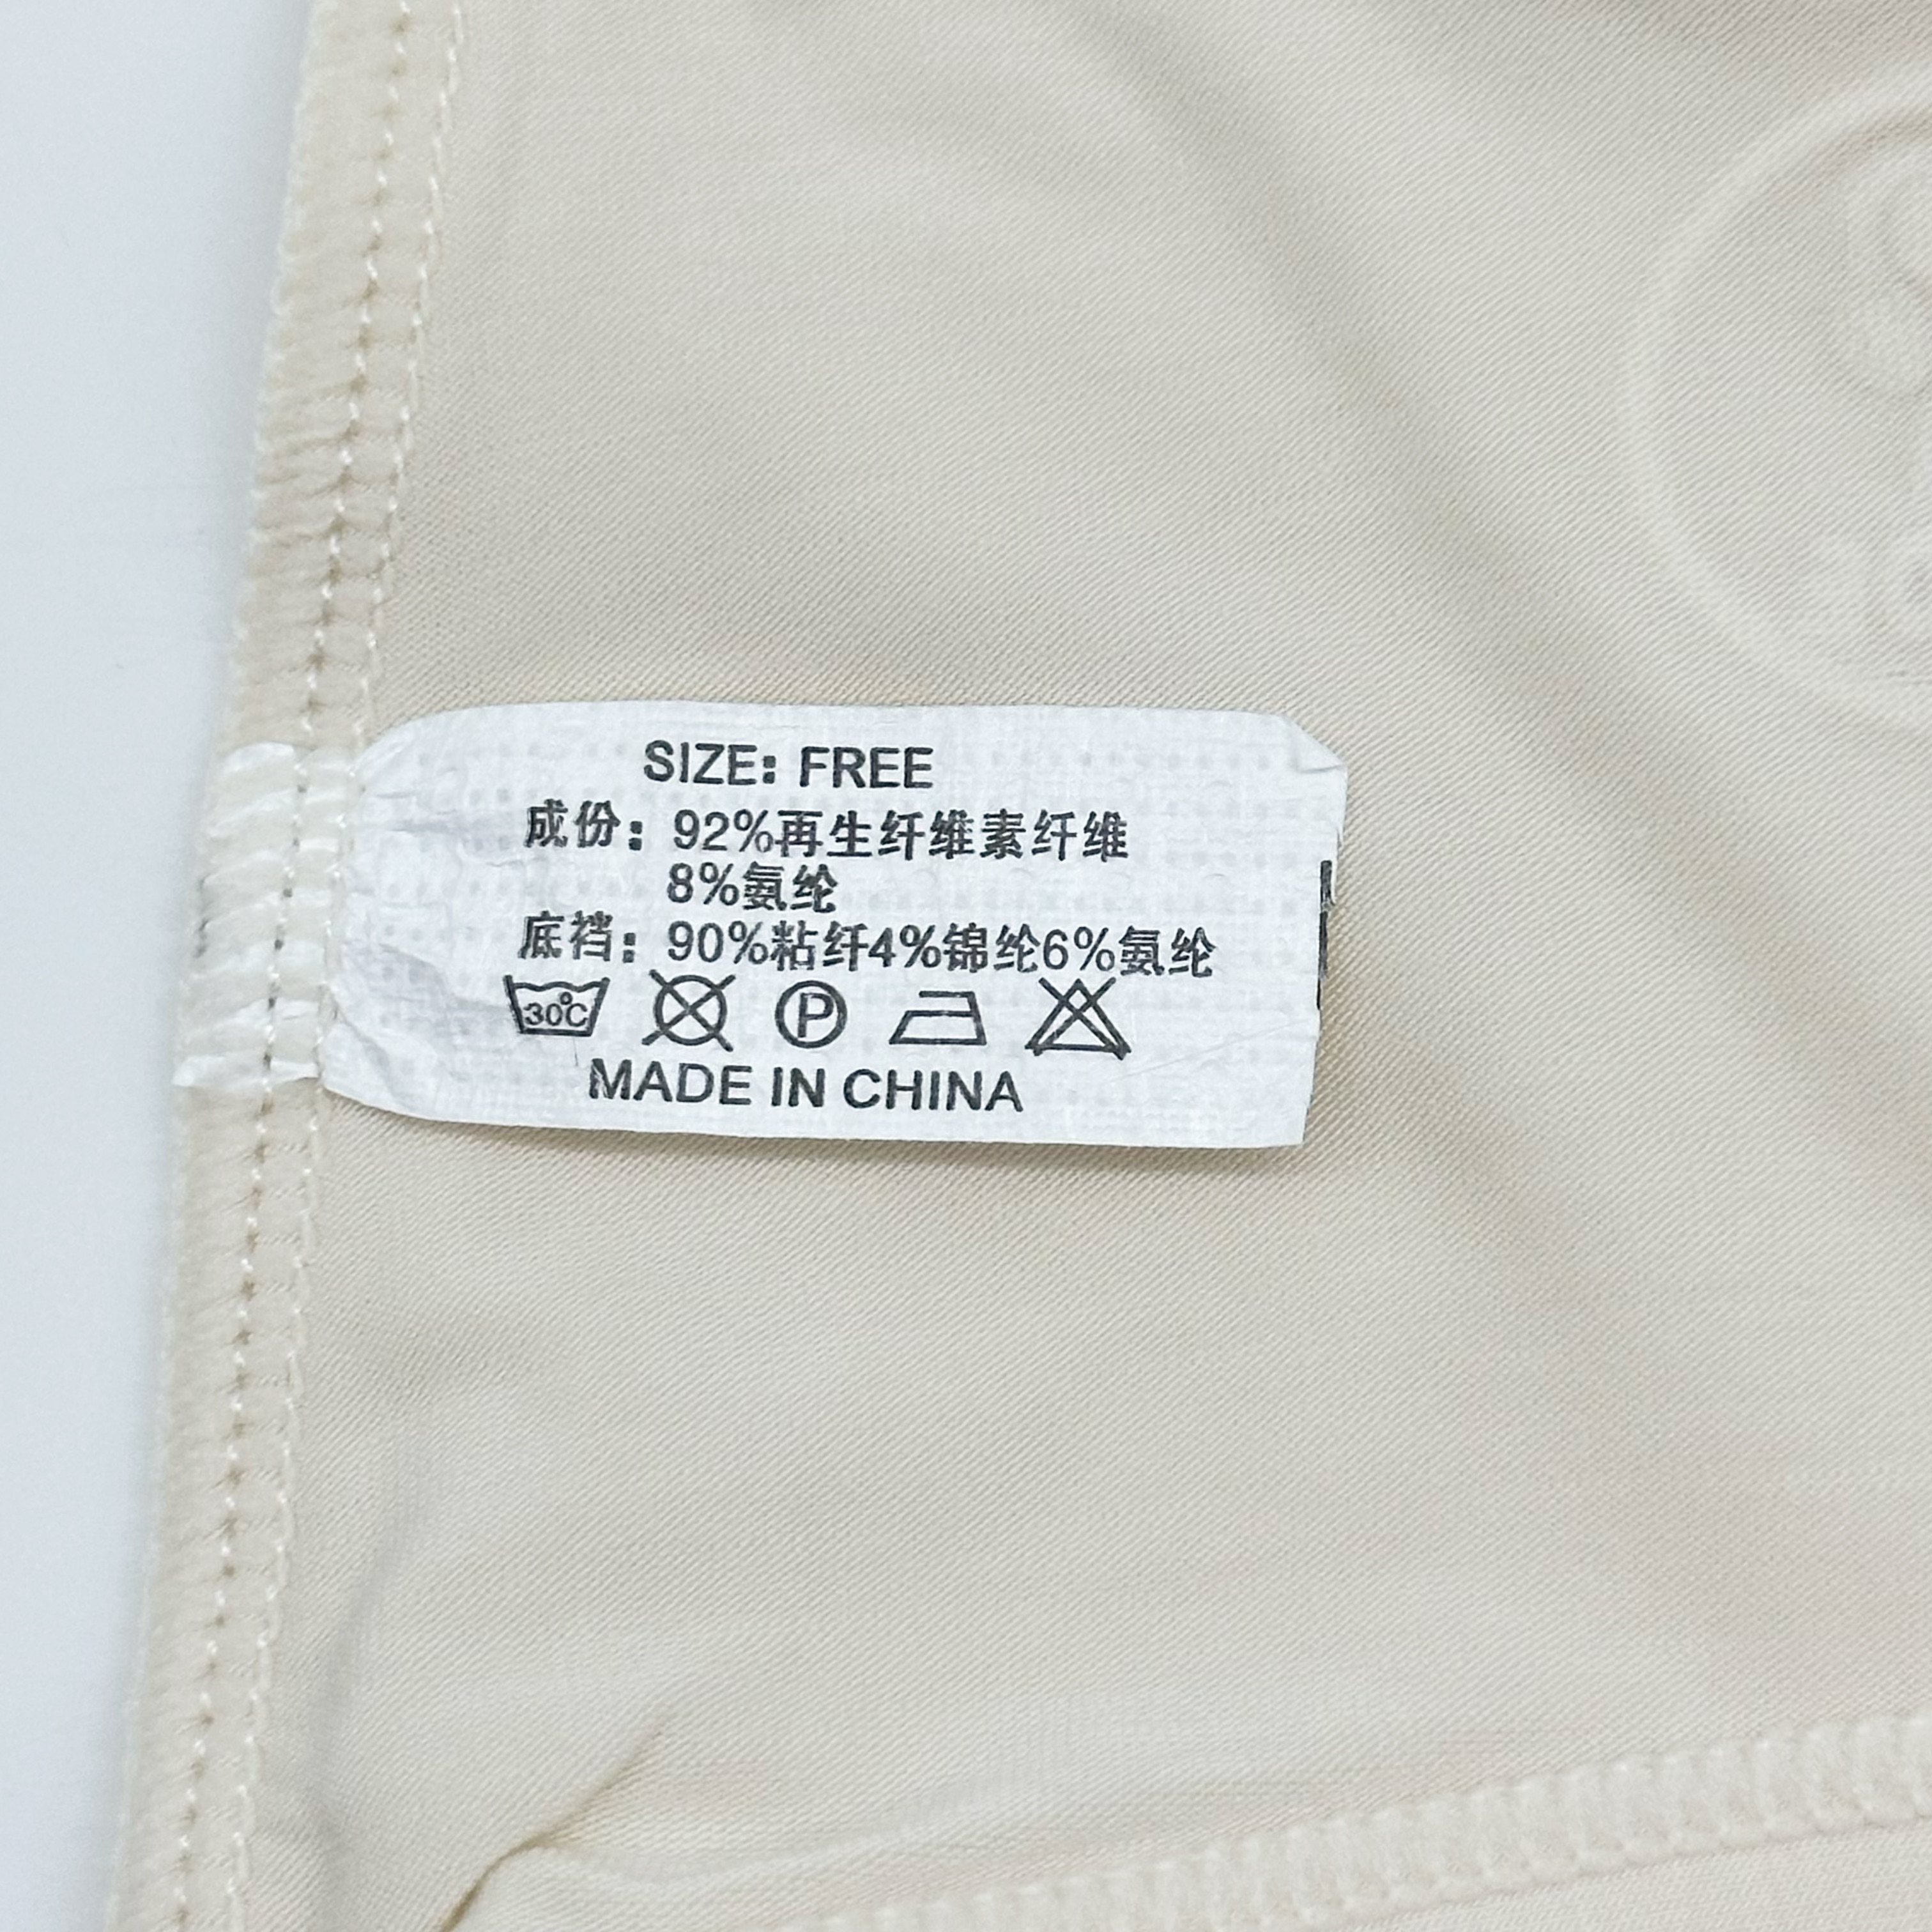 SIZE: FREE
成份：92%再生纤维素纤维
8%氨纶
底裆：90%粘纤4%锦纶6%氨纶
30℃ P
MADE IN CHINA